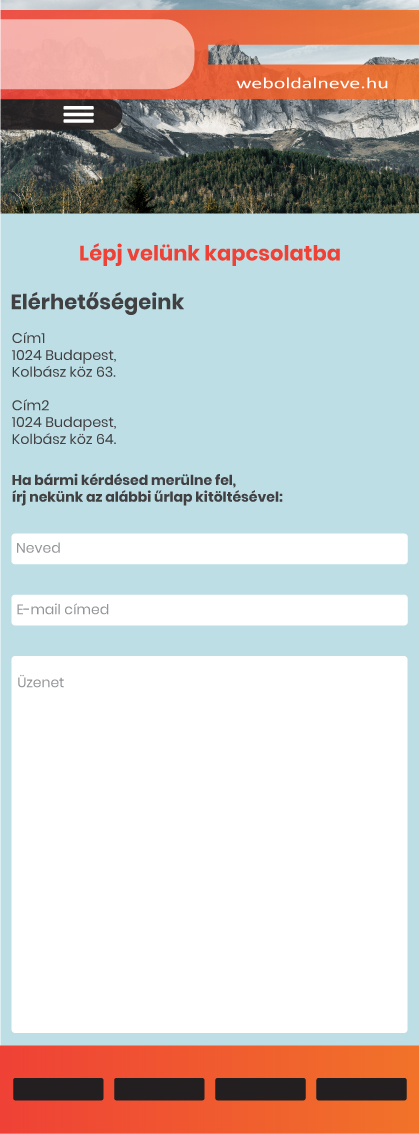 weboldalneve.hu
Lépj velünk kapcsolatba
Elérhetőségeink
Cím1
1024 Budapest,
Kolbász köz 63.
Cím2
1024 Budapest,
Kolbász köz 64.
Ha bármi kérdésed merülne fel,
írj nekünk az alábbi űrlap kitöltésével:
Neved
E-mail címed
Üzenet